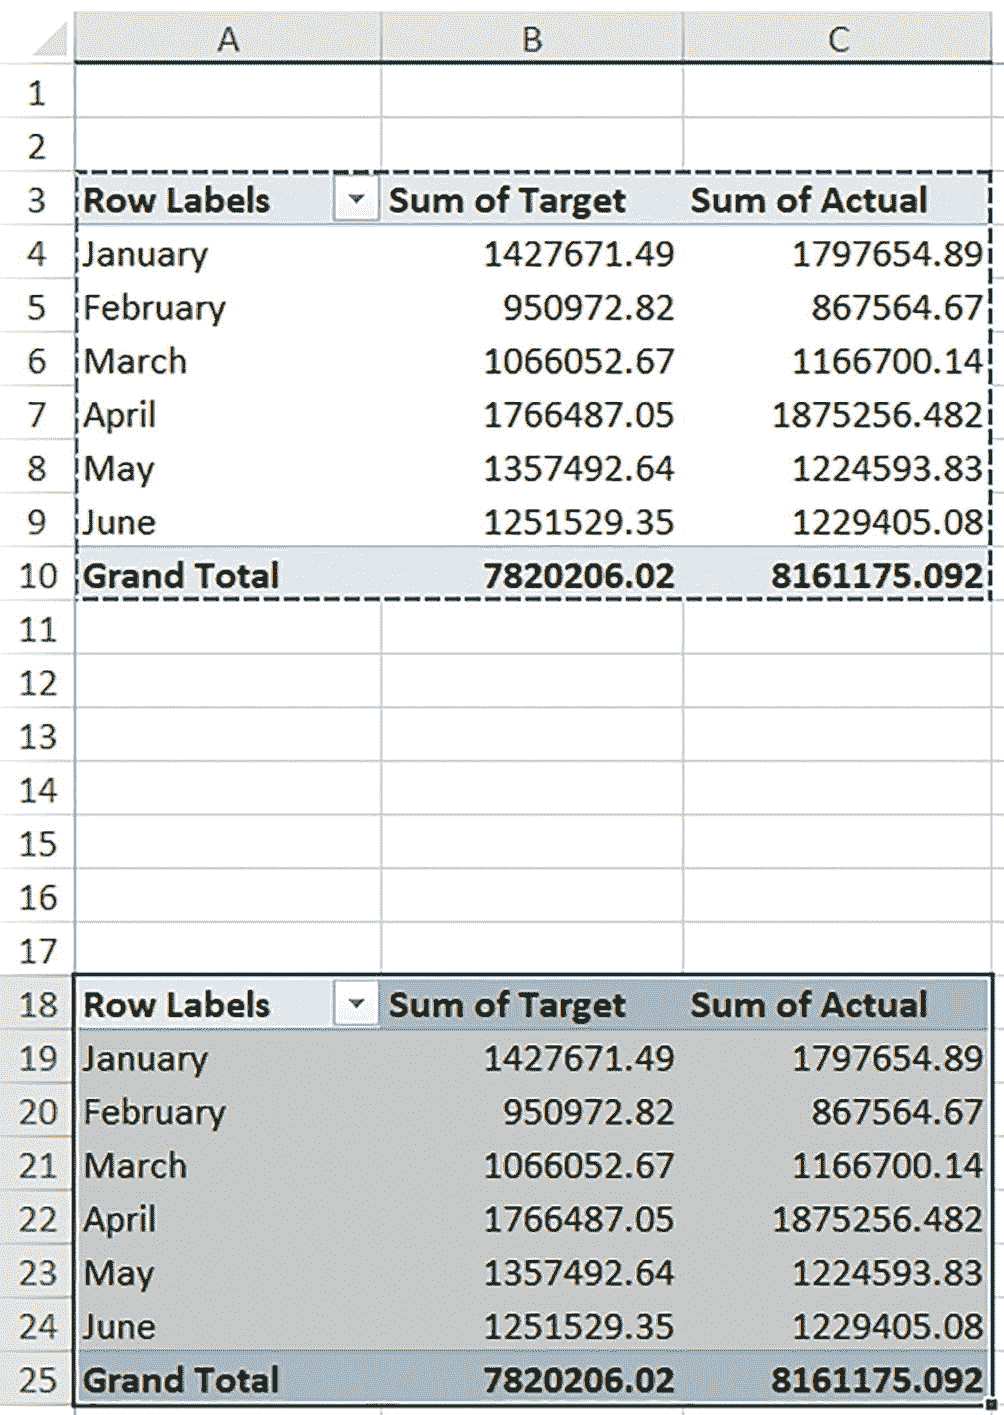 A B C
1
2
3 Row Labels Sum of Target Sum of Actual
4 January 1427671.49 1797654.89
5 February 950972.82 867564.67
6 March 1066052.67 1166700.14
7 April 1766487.05 1875256.482
8 May 1357492.64 1224593.83
9 June 1251529.35 1229405.08
10 Grand Total 7820206.02 8161175.092
11
12
13
14
15
16
17
18 Row Labels Sum of Target Sum of Actual
19 January 1427671.49 1797654.89
20 February 950972.82 867564.67
21 March 1066052.67 1166700.14
22 April 1766487.05 1875256.482
23 May 1357492.64 1224593.83
24 June 1251529.35 1229405.08
25 Grand Total 7820206.02 8161175.092